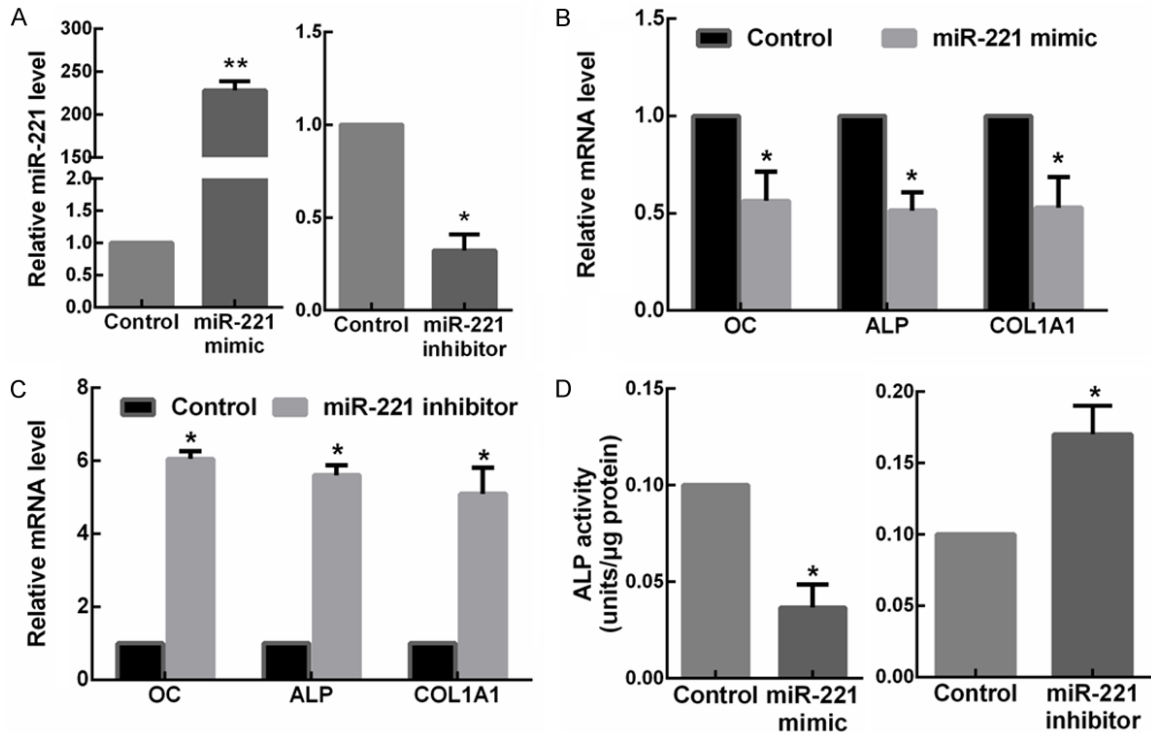 A
Relative miR-221 level
300
250
200
150
2.0
1.5
1.0
0.5
0.0
**
Control
miR-221
mimic
1.5
1.0
0.5
0.0
*
Control
miR-221
inhibitor
B
Relative mRNA level
1.5
1.0
0.5
0.0
Control
miR-221 mimic
*
*
*
OC
ALP
COL1A1
C
Relative mRNA level
8
6
4
2
0
Control
miR-221 inhibitor
*
*
*
OC
ALP
COL1A1
D
ALP activity
(units/μg protein)
0.15
0.10
0.05
0.00
*
Control
miR-221
mimic
0.20
0.15
0.10
0.05
0.00
*
Control
miR-221
inhibitor